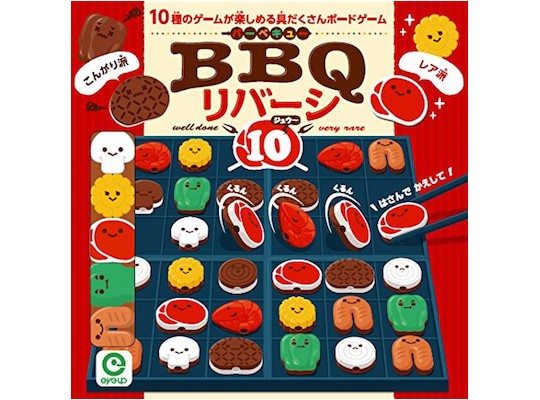 10種のゲームが楽しめる具だくさんボードゲーム
バーベキュー
BBQ
こんがり派
レア派
リバーシ
well done
very rare
ジュウ〜
10
くるん
くるん
くるん
はさんで かえして!
eyeup